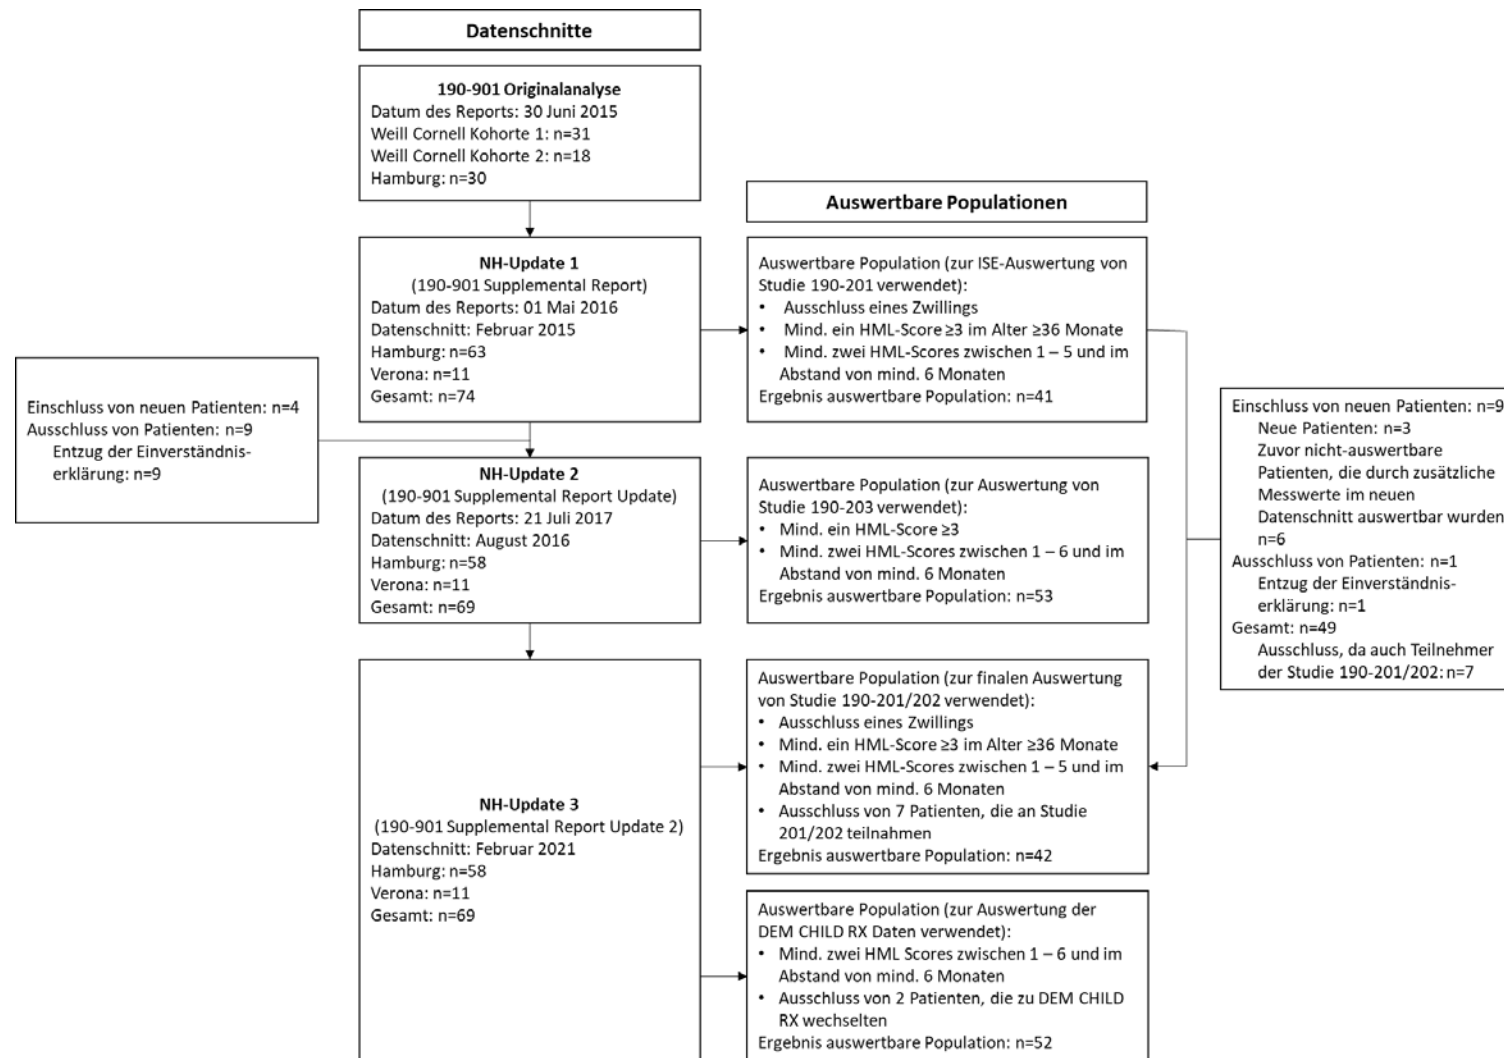 Datenschnitte
190-901 Originalanalyse
Datum des Reports: 30 Juni 2015
Weill Cornell Kohorte 1: n=31
Weill Cornell Kohorte 2: n=18
Hamburg: n=30
Auswertbare Populationen
NH-Update 1
(190-901 Supplemental Report)
Datum des Reports: 01 Mai 2016
Datenschnitt: Februar 2015
Hamburg: n=63
Verona: n=11
Gesamt: n=74
Auswertbare Population (zur ISE-Auswertung von
Studie 190-201 verwendet):
• Ausschluss eines Zwillings
• Mind. ein HML-Score ≥3 im Alter ≥36 Monate
• Mind. zwei HML-Scores zwischen 1 – 5 und im
Abstand von mind. 6 Monaten
Ergebnis auswertbare Population: n=41
Einschluss von neuen Patienten: n=4
Ausschluss von Patienten: n=9
Entzug der Einverständnis-
erklärung: n=9
Einschluss von neuen Patienten: n=9
Neue Patienten: n=3
Zuvor nicht-auswertbare
Patienten, die durch zusätzliche
Messwerte im neuen
Datenschnitt auswertbar wurden
n=6
Ausschluss von Patienten: n=1
Entzug der Einverständnis-
erklärung: n=1
Gesamt: n=49
Ausschluss, da auch Teilnehmer
der Studie 190-201/202: n=7
NH-Update 2
(190-901 Supplemental Report Update)
Datum des Reports: 21 Juli 2017
Datenschnitt: August 2016
Hamburg: n=58
Verona: n=11
Gesamt: n=69
Auswertbare Population (zur Auswertung von
Studie 190-203 verwendet):
• Mind. ein HML-Score ≥3
• Mind. zwei HML-Scores zwischen 1 – 6 und im
Abstand von mind. 6 Monaten
Ergebnis auswertbare Population: n=53
NH-Update 3
(190-901 Supplemental Report Update 2)
Datenschnitt: Februar 2021
Hamburg: n=58
Verona: n=11
Gesamt: n=69
Auswertbare Population (zur finalen Auswertung
von Studie 190-201/202 verwendet):
• Ausschluss eines Zwillings
• Mind. ein HML-Score ≥3 im Alter ≥36 Monate
• Mind. zwei HML-Scores zwischen 1 – 5 und im
Abstand von mind. 6 Monaten
• Ausschluss von 7 Patienten, die an Studie
201/202 teilnahmen
Ergebnis auswertbare Population: n=42
Auswertbare Population (zur Auswertung der
DEM CHILD RX Daten verwendet):
• Mind. zwei HML Scores zwischen 1 – 6 und im
Abstand von mind. 6 Monaten
• Ausschluss von 2 Patienten, die zu DEM CHILD
RX wechselten
Ergebnis auswertbare Population: n=52